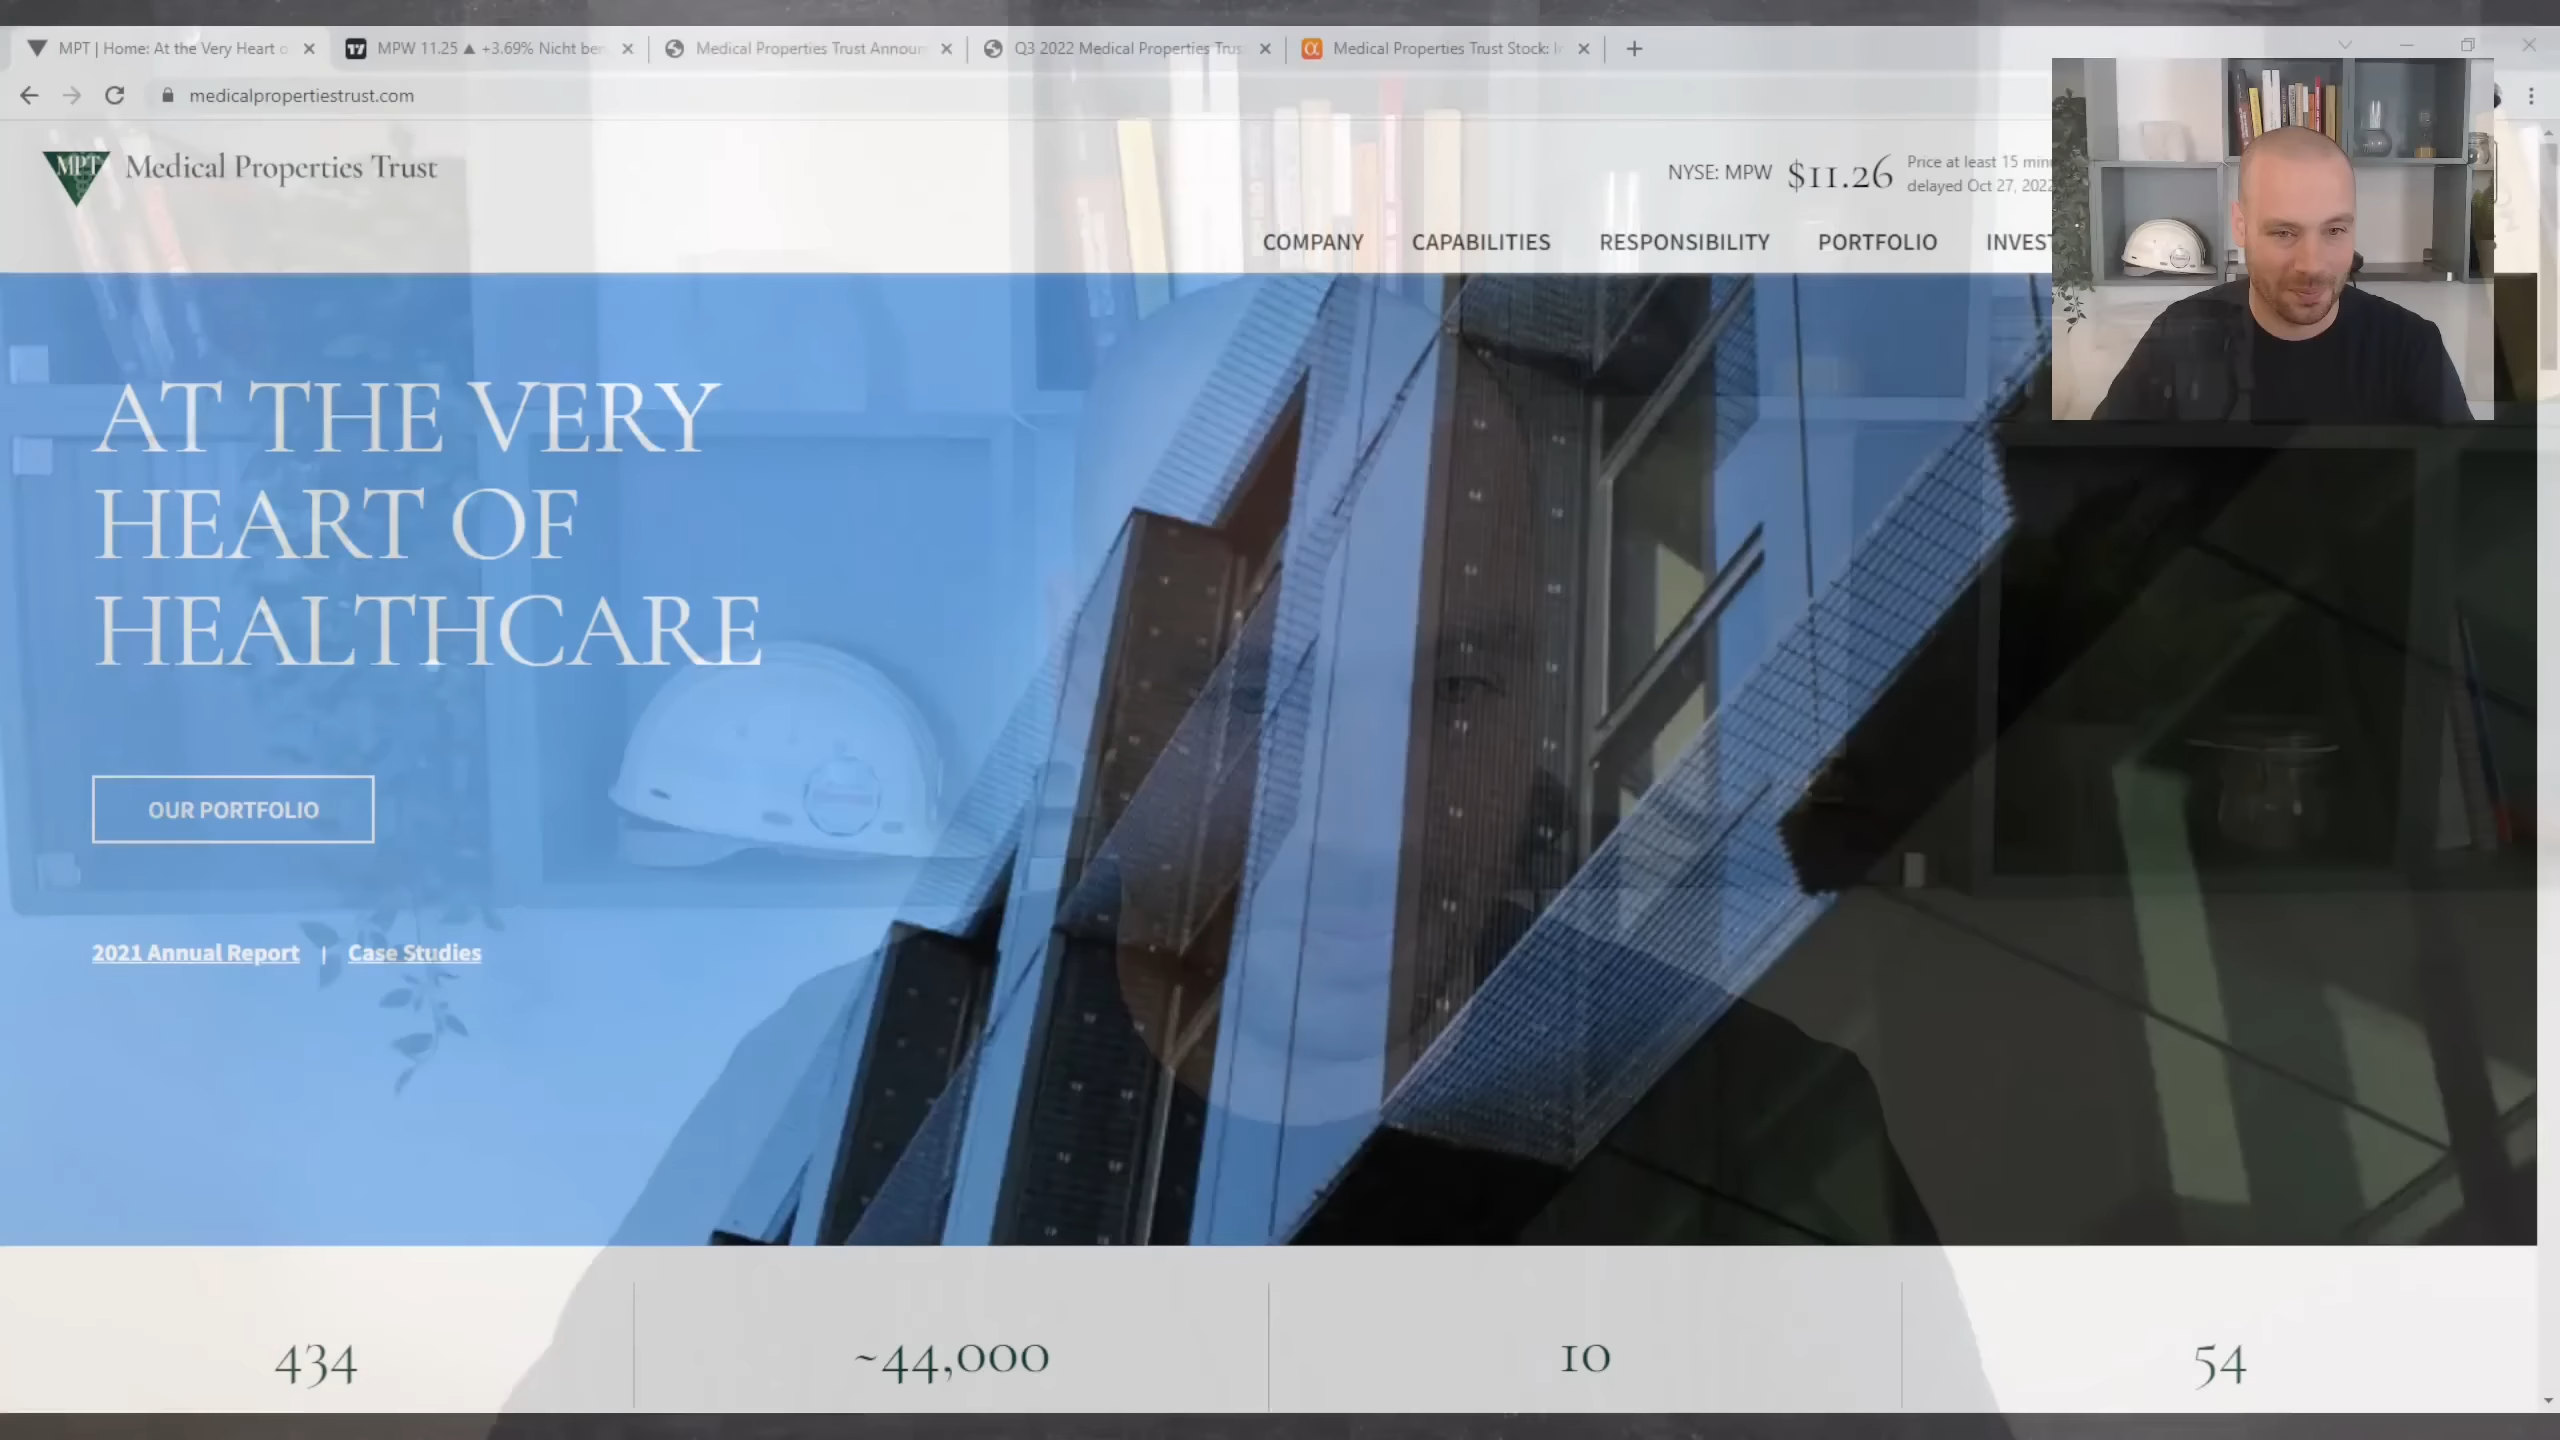 MPT | Home: At the Very Heart o
MPW 11.25 ▲ +3.69% Nicht ben
Medical Properties Trust Announ
Q3 2022 Medical Properties Trus
Medical Properties Trust Stock: I
medicalpropertiestrust.com
MPT Medical Properties Trust
NYSE: MPW $11.26 Price at least 15 min
delayed Oct 27, 2022
COMPANY CAPABILITIES RESPONSIBILITY PORTFOLIO INVEST
AT THE VERY
HEART OF
HEALTHCARE
OUR PORTFOLIO
2021 Annual Report | Case Studies
434 ~44,000 10 54